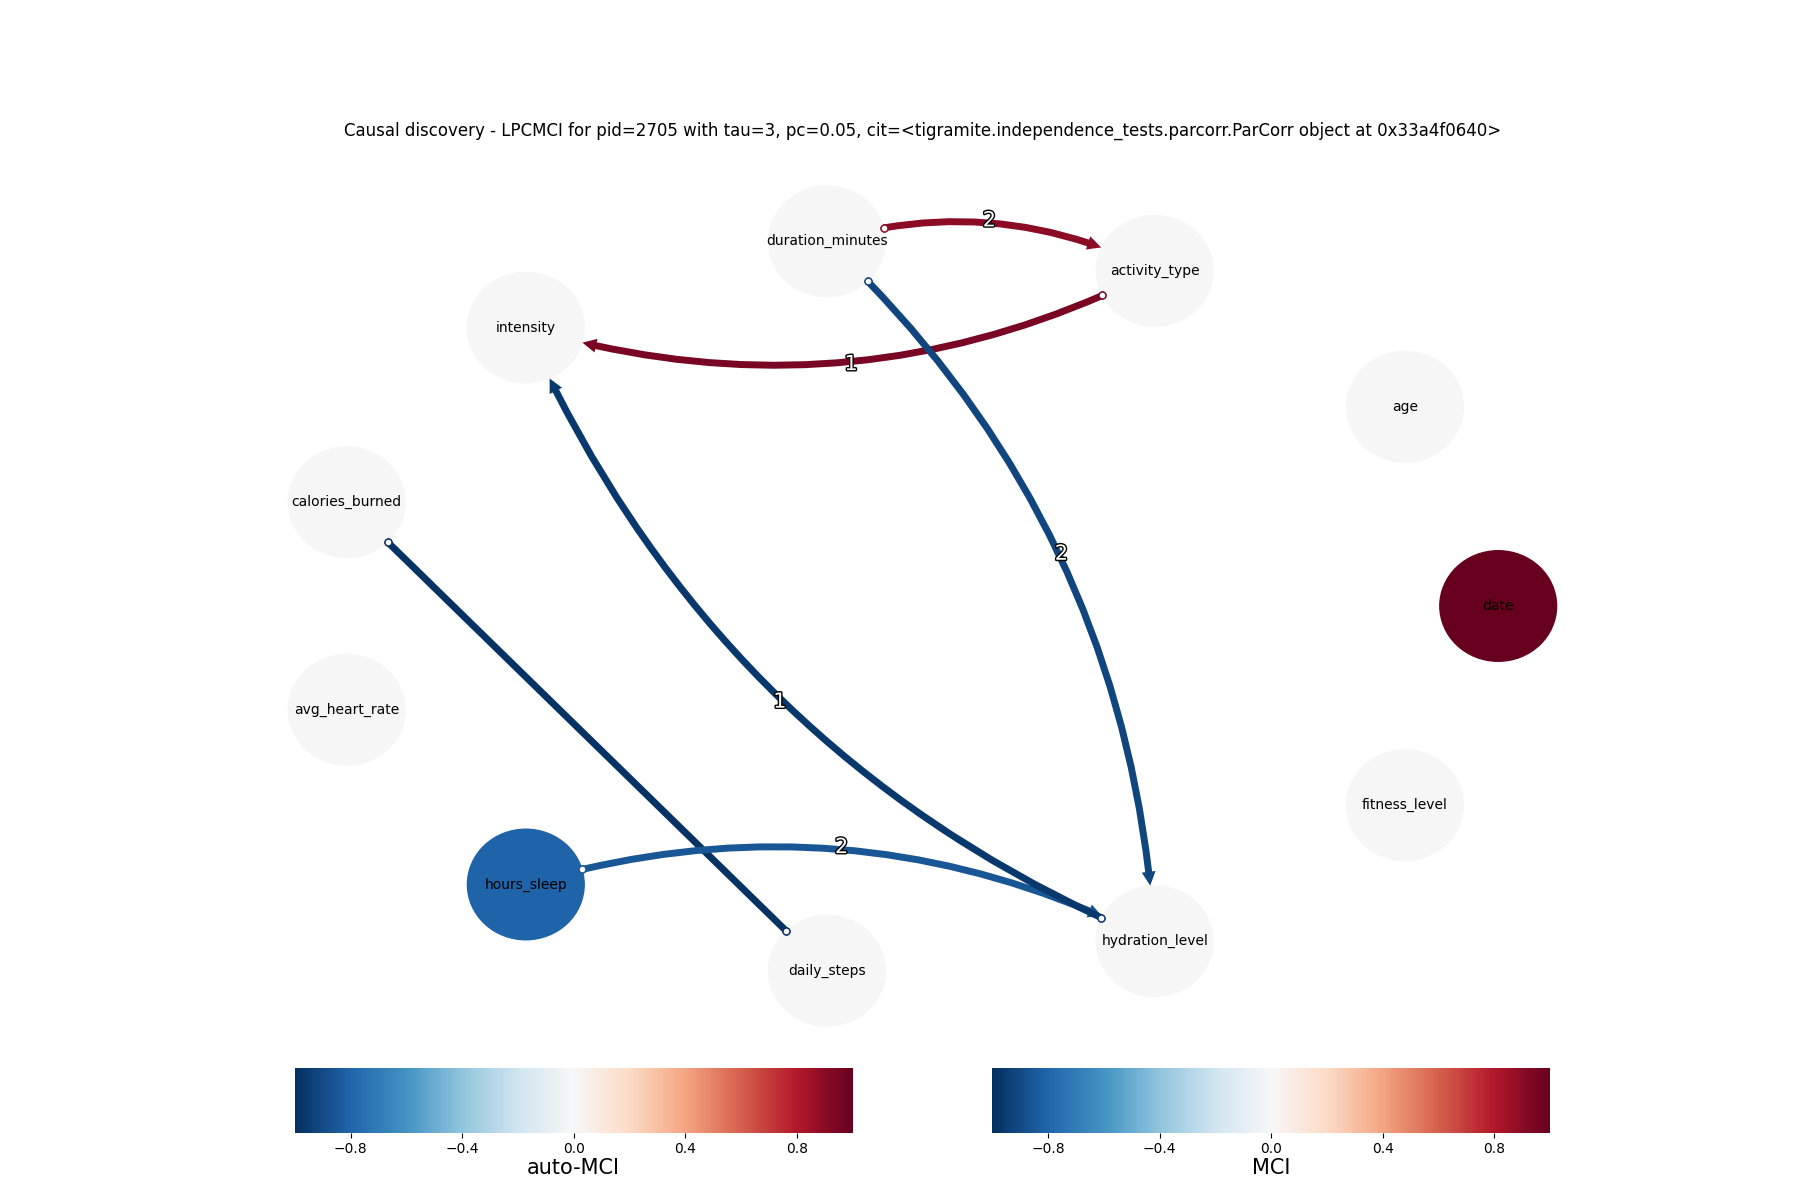 Causal discovery - LPCMCI for pid=2705 with tau=3, pc=0.05, cit=<tigramite.independence_tests.parcorr.ParCorr object at 0x33a4f0640>
2
duration_minutes
activity_type
intensity
1
age
calories_burned
2
date
1
avg_heart_rate
fitness_level
2
hours_sleep
hydration_level
daily_steps
−0.8 −0.4 0.0 0.4 0.8
auto-MCI
−0.8 −0.4 0.0 0.4 0.8
MCI